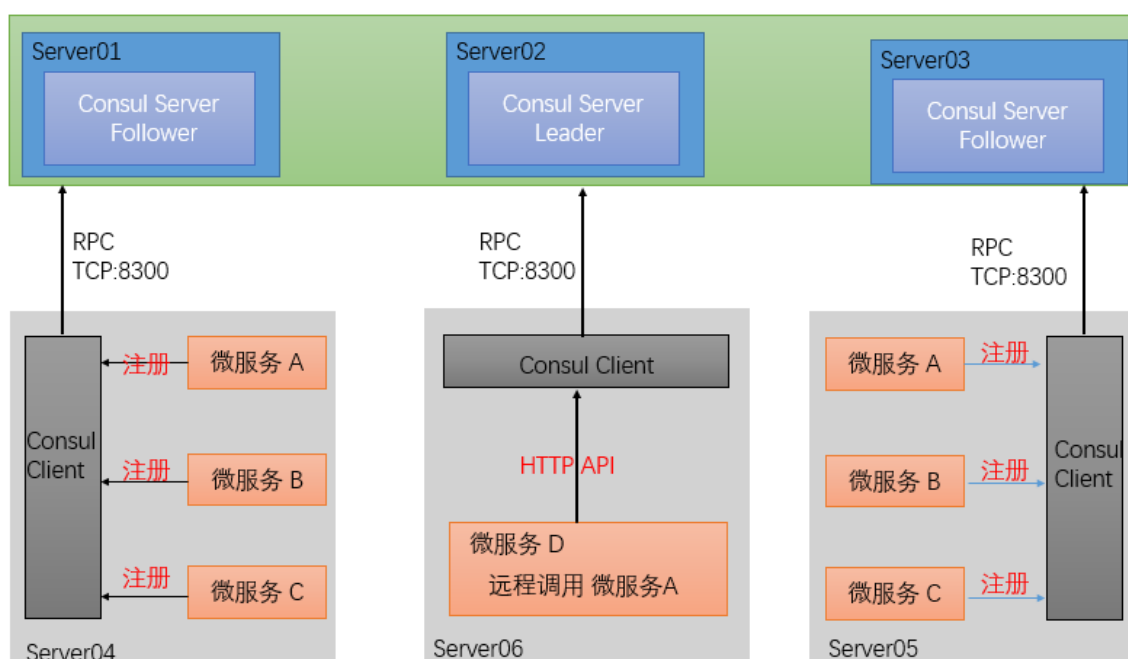 Server01
Consul Server
Follower
Server02
Consul Server
Leader
Server03
Consul Server
Follower
RPC
TCP:8300
RPC
TCP:8300
RPC
TCP:8300
Consul
Client
注册
微服务 A
注册
微服务 B
注册
微服务 C
Server04
Consul Client
HTTP API
微服务 D
远程调用 微服务A
Server06
微服务 A
注册
微服务 B
注册
微服务 C
注册
Consul
Client
Server05